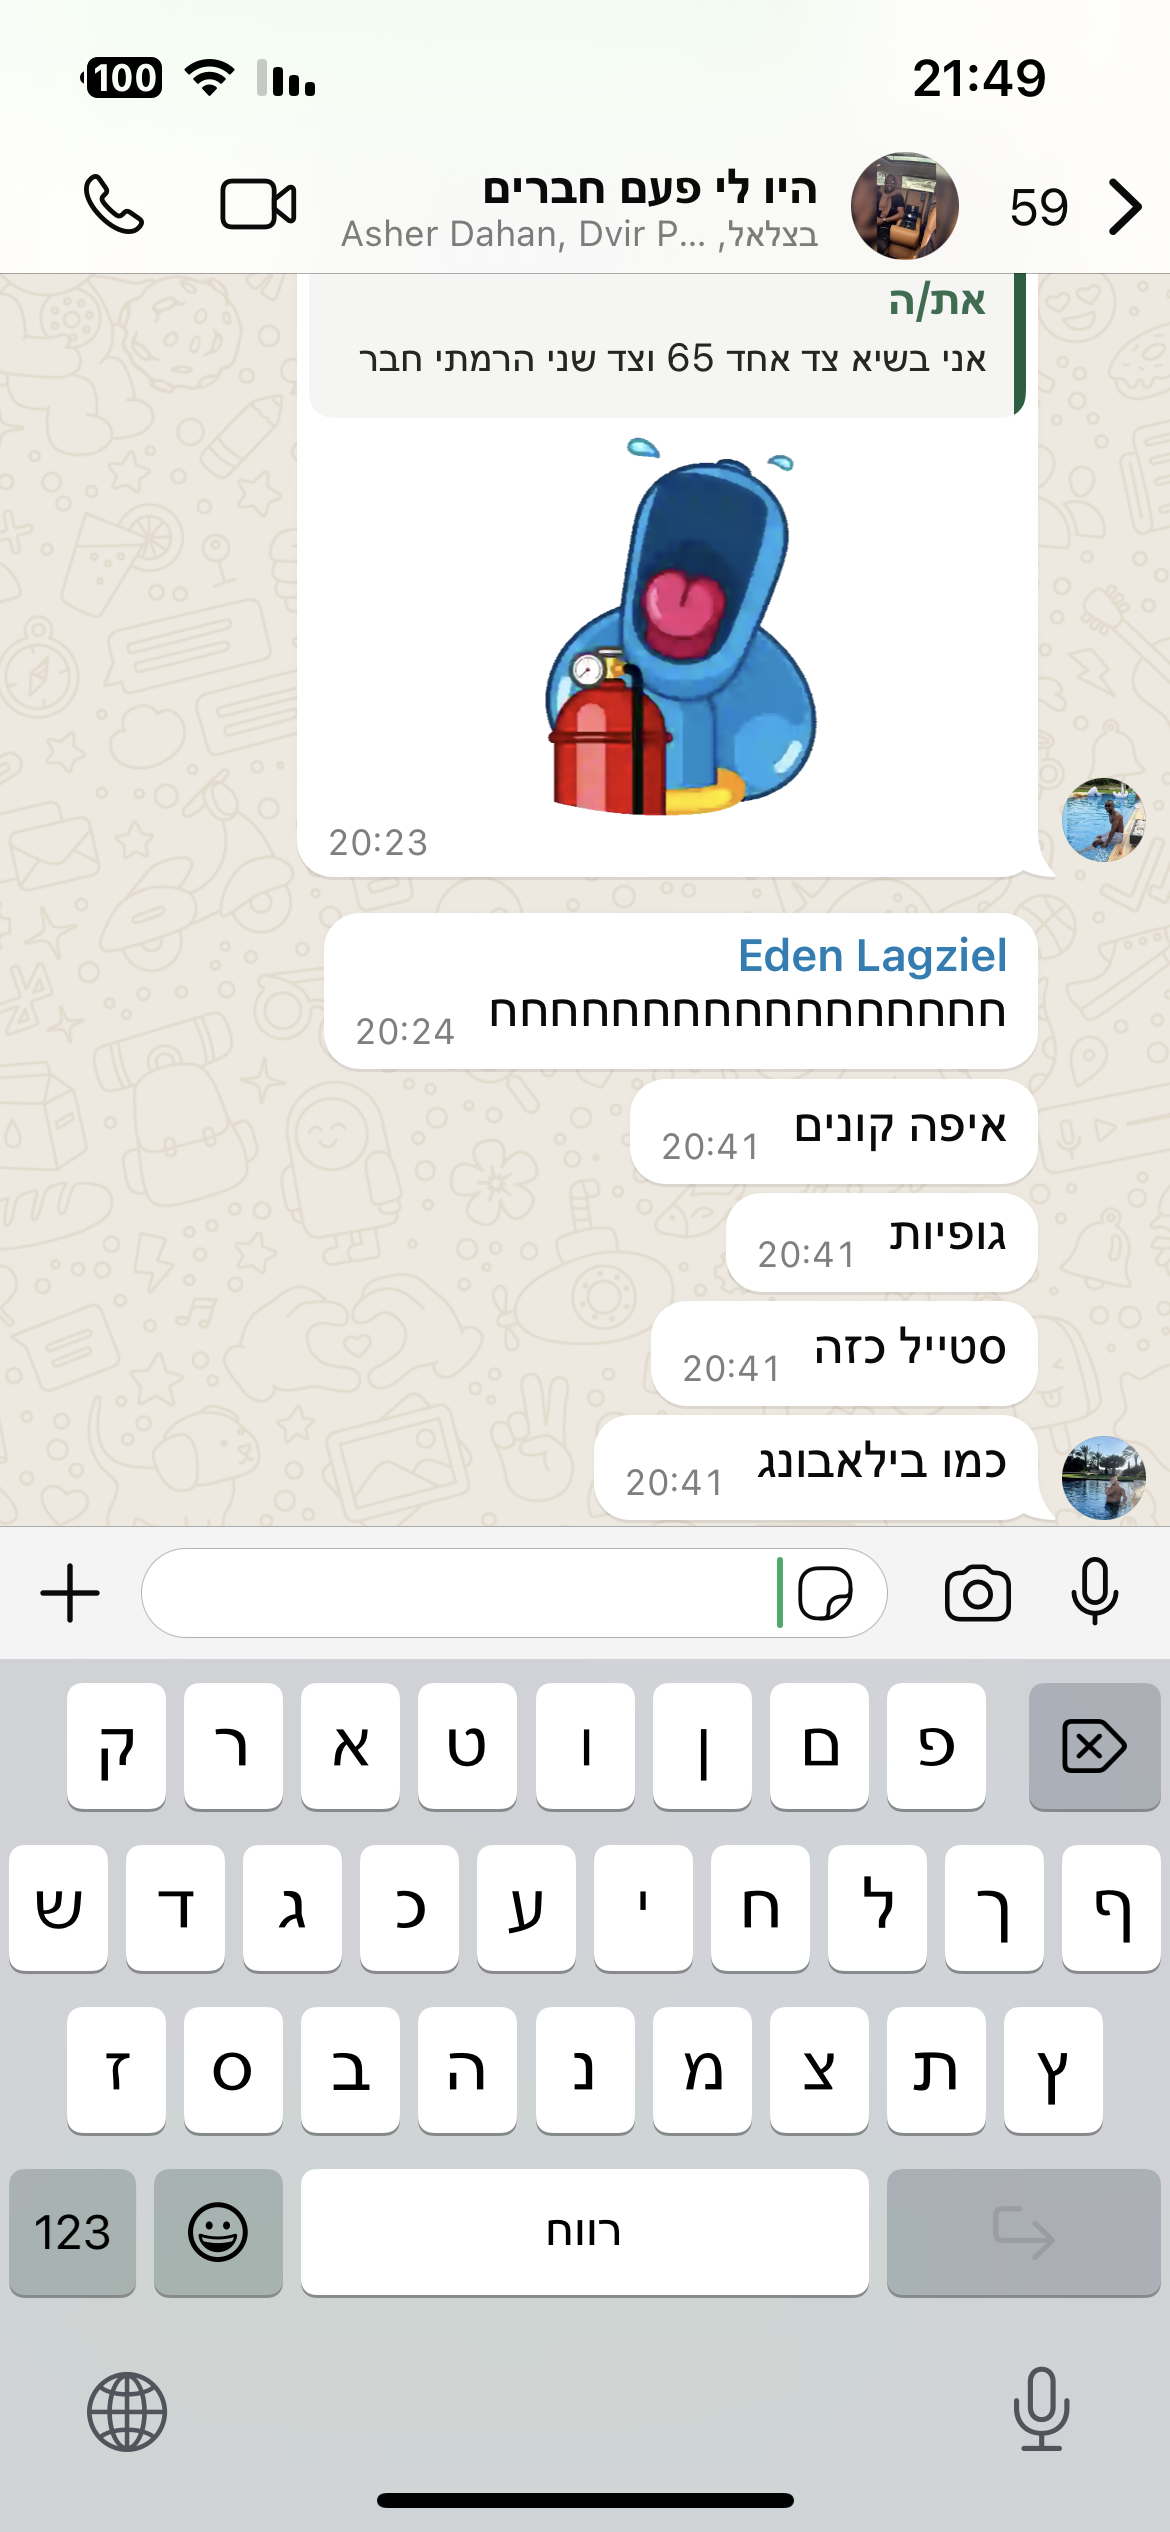 100
21:49
היו לי פעם חברים
בצלאל, Asher Dahan, Dvir P...
59
את/ה
אני בשיא צד אחד 65 וצד שני הרמתי חבר
20:23
Eden Lagziel
חחחחחחחחחחחחחחחחח
20:24
איפה קונים
20:41
גופיות
20:41
סטייל כזה
20:41
כמו בילאבונג
20:41
ק ר א ט ו ן ם פ
ש ד ג כ ע י ח ל ך ף
ז ס ב ה נ מ צ ת ץ
123
רווח